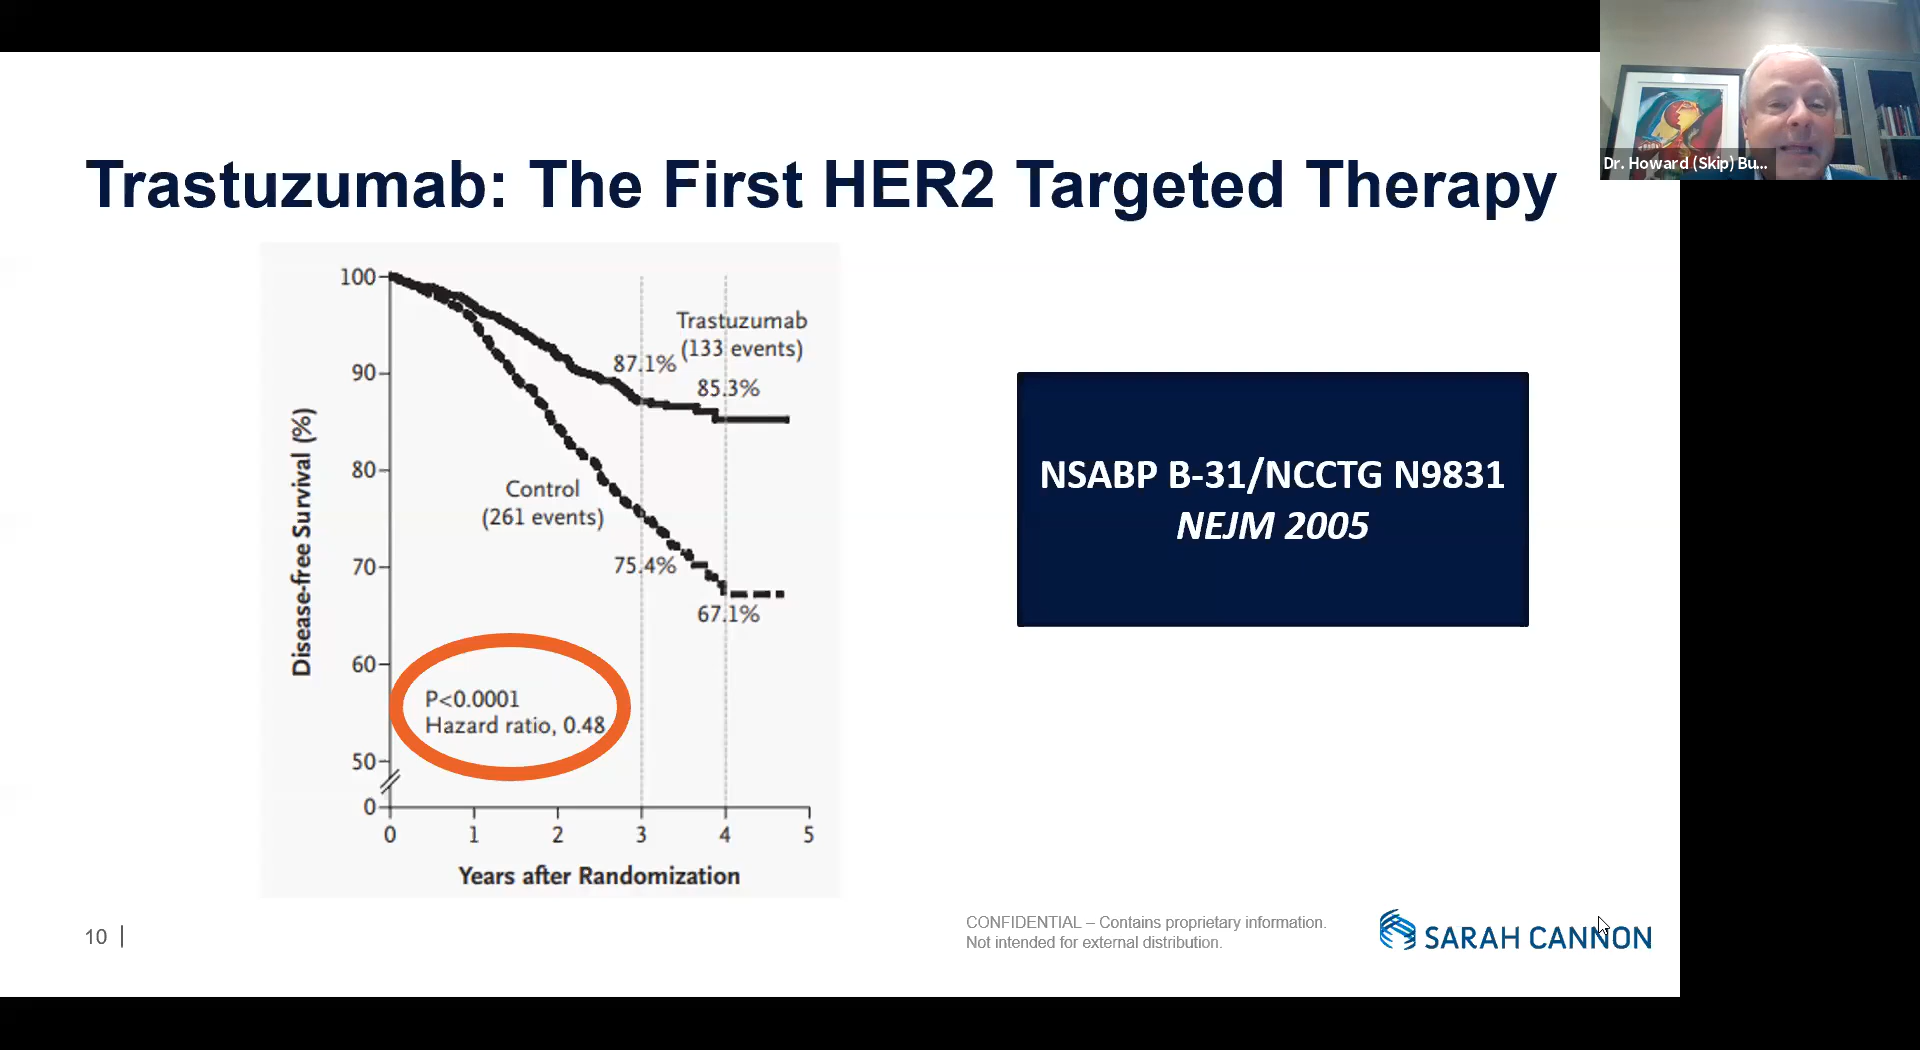 Dr. Howard (Skip) Bu...
Trastuzumab: The First HER2 Targeted Therapy
100
90
80
70
60
50
0
Disease-free Survival (%)
Trastuzumab
(133 events)
87.1%
85.3%
Control
(261 events)
75.4%
67.1%
P<0.0001
Hazard ratio, 0.48
0 1 2 3 4 5
Years after Randomization
NSABP B-31/NCCTG N9831
NEJM 2005
10
CONFIDENTIAL – Contains proprietary information.
Not intended for external distribution.
SARAH CANNON